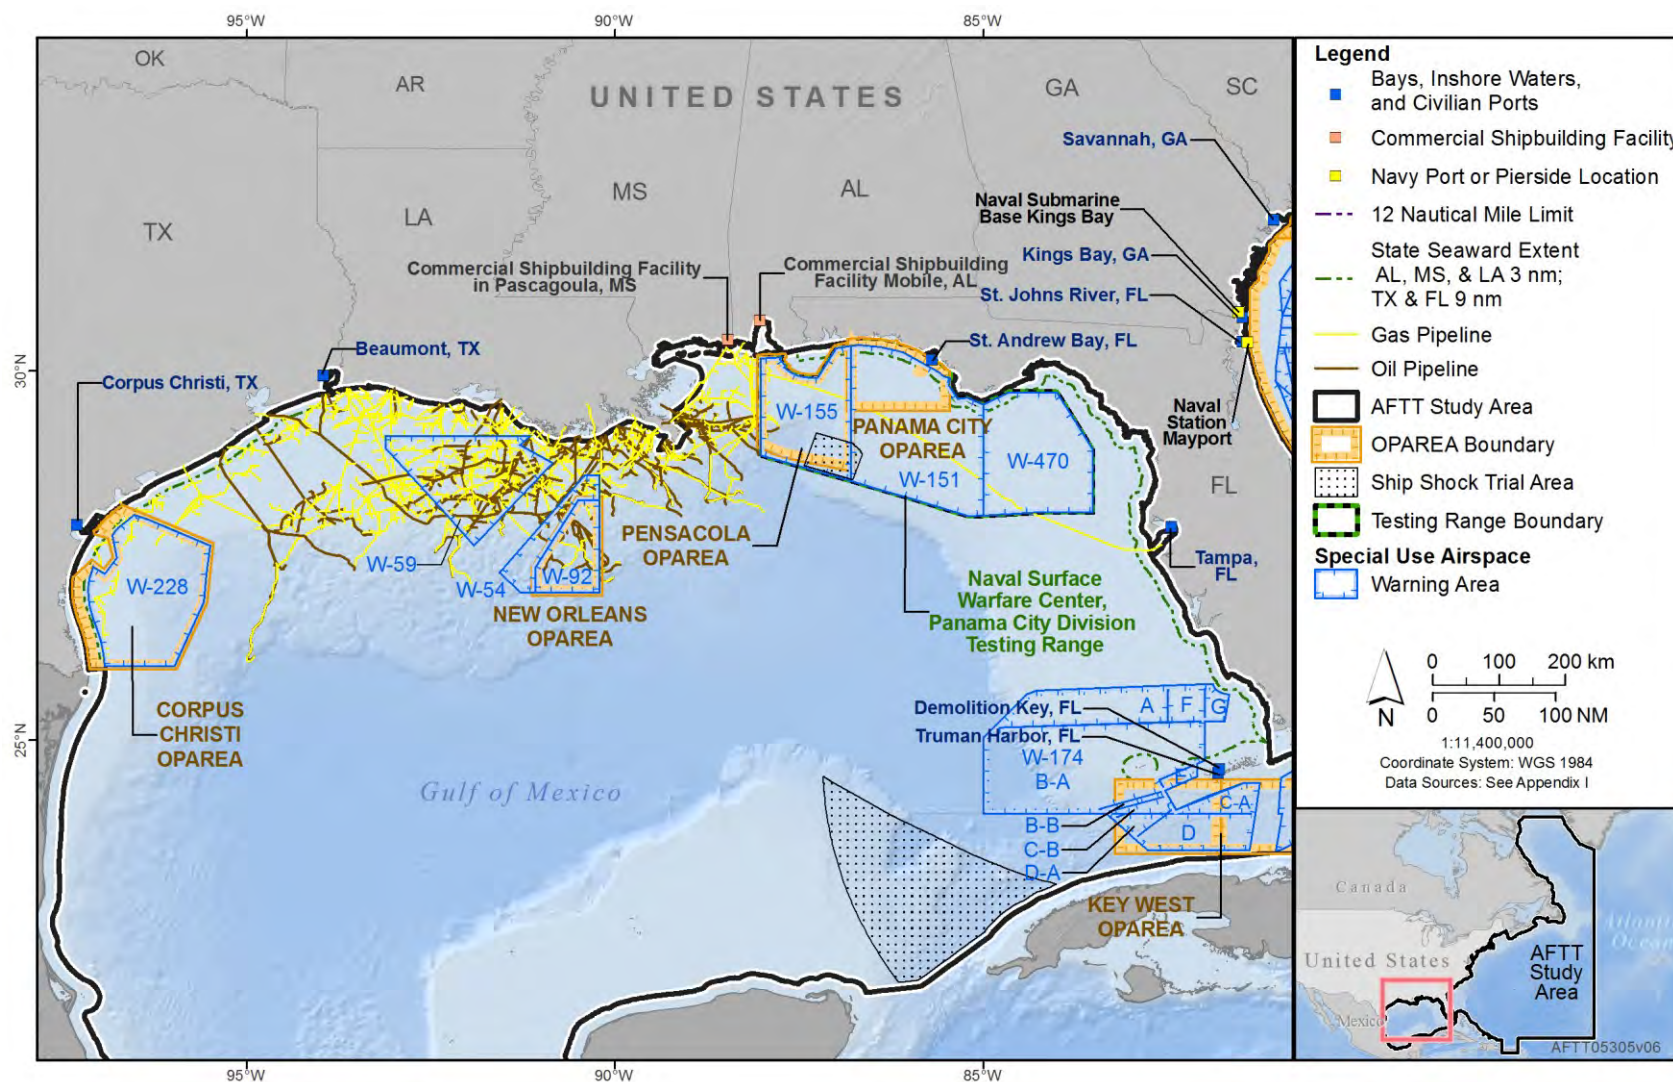 95°W
90°W
85°W
OK
AR
UNITED STATES
GA
SC
TX
LA
MS
AL
FL
Savannah, GA
Naval Submarine
Base Kings Bay
Kings Bay, GA
St. Johns River, FL
Commercial Shipbuilding Facility
in Pascagoula, MS
Commercial Shipbuilding
Facility Mobile, AL
Beaumont, TX
St. Andrew Bay, FL
Corpus Christi, TX
30°N
30°N
Naval
Station
Mayport
W-155
PANAMA CITY
OPAREA
W-470
W-151
PENSACOLA
OPAREA
Tampa,
FL
W-59
W-54
W-92
NEW ORLEANS
OPAREA
W-228
Naval Surface
Warfare Center,
Panama City Division
Testing Range
CORPUS
CHRISTI
OPAREA
Demolition Key, FL
Truman Harbor, FL
A
F
G
W-174
B-A
E
C-A
B-B
C-B
D
D-A
25°N
25°N
Gulf of Mexico
KEY WEST
OPAREA
95°W
90°W
85°W
Legend
Bays, Inshore Waters,
and Civilian Ports
Commercial Shipbuilding Facility
Navy Port or Pierside Location
12 Nautical Mile Limit
State Seaward Extent
AL, MS, & LA 3 nm;
TX & FL 9 nm
Gas Pipeline
Oil Pipeline
AFTT Study Area
OPAREA Boundary
Ship Shock Trial Area
Testing Range Boundary
Special Use Airspace
Warning Area
N
0 100 200 km
0 50 100 NM
1:11,400,000
Coordinate System: WGS 1984
Data Sources: See Appendix I
Canada
United States
Mexico
Atlantic
Ocean
AFTT
Study
Area
AFTT05305v06